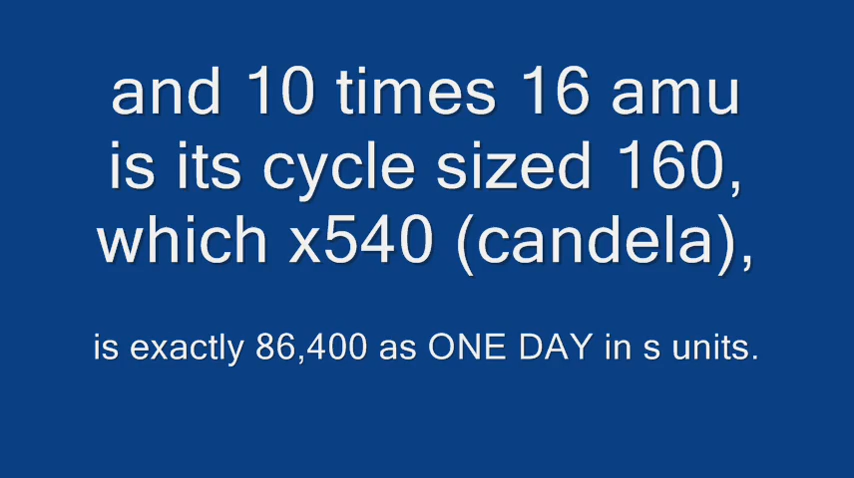 and 10 times 16 amu
is its cycle sized 160,
which x540 (candela),
is exactly 86,400 as ONE DAY in s units.